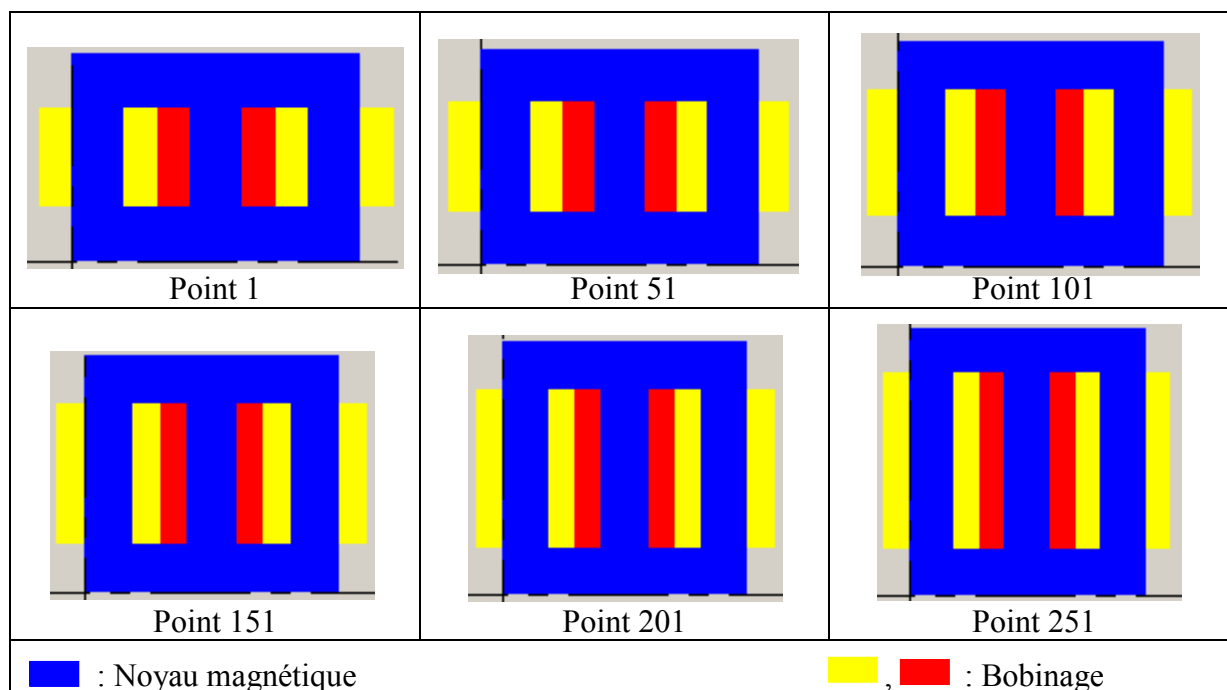 Point 1
Point 51
Point 101
Point 151
Point 201
Point 251
: Noyau magnétique
, : Bobinage